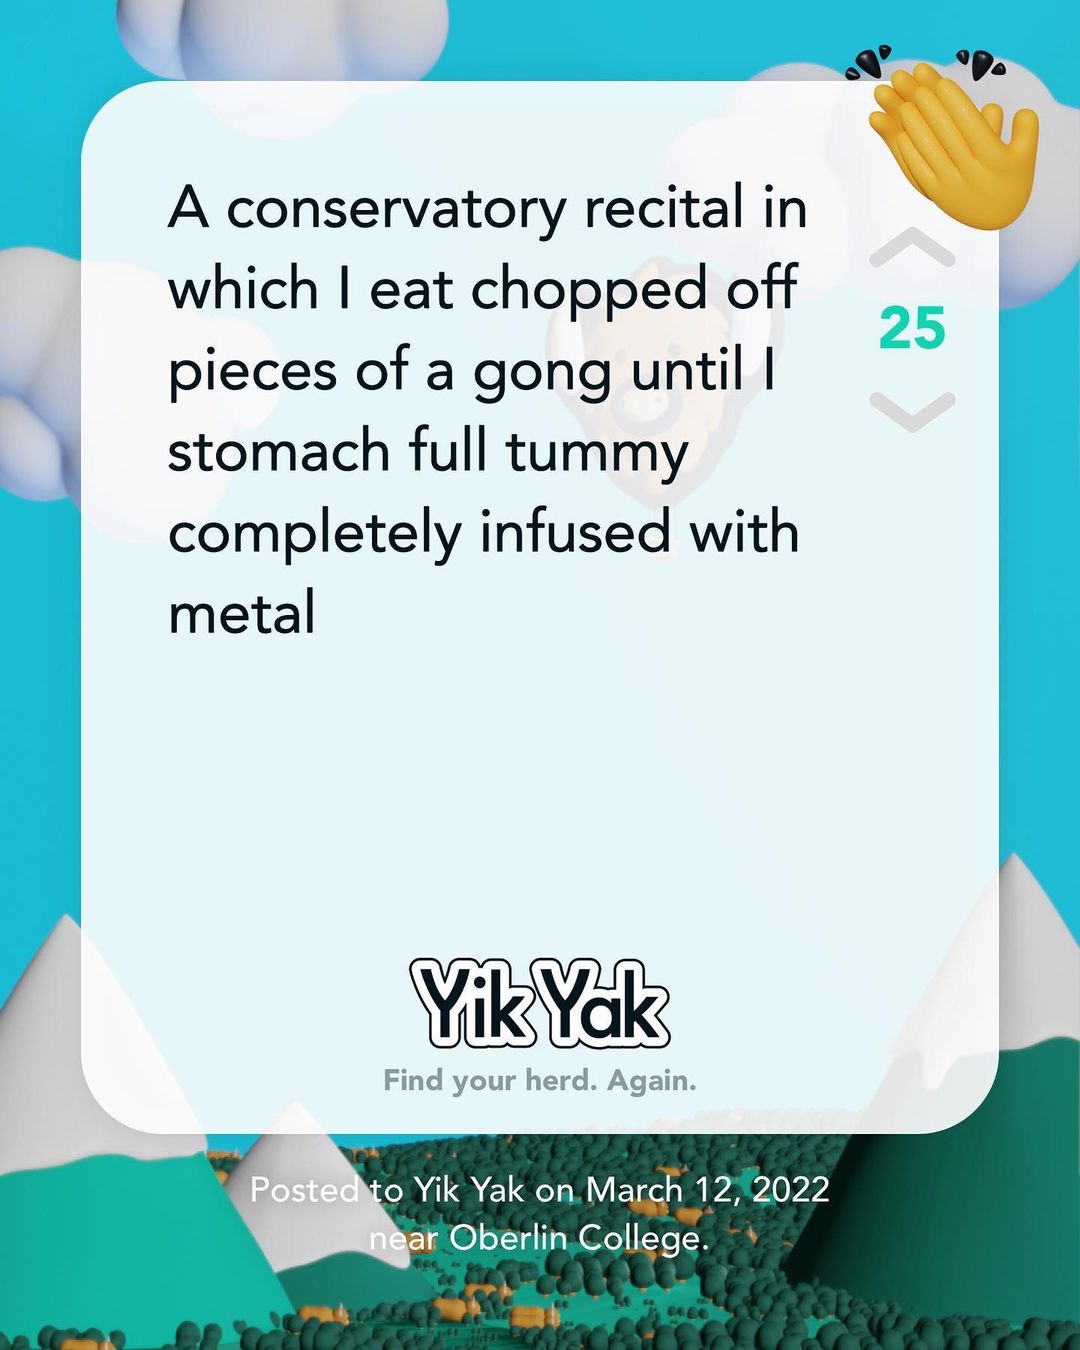 A conservatory recital in
which I eat chopped off
pieces of a gong until I
stomach full tummy
completely infused with
metal
25
Yik Yak
Find your herd. Again.
Posted to Yik Yak on March 12, 2022
near Oberlin College.